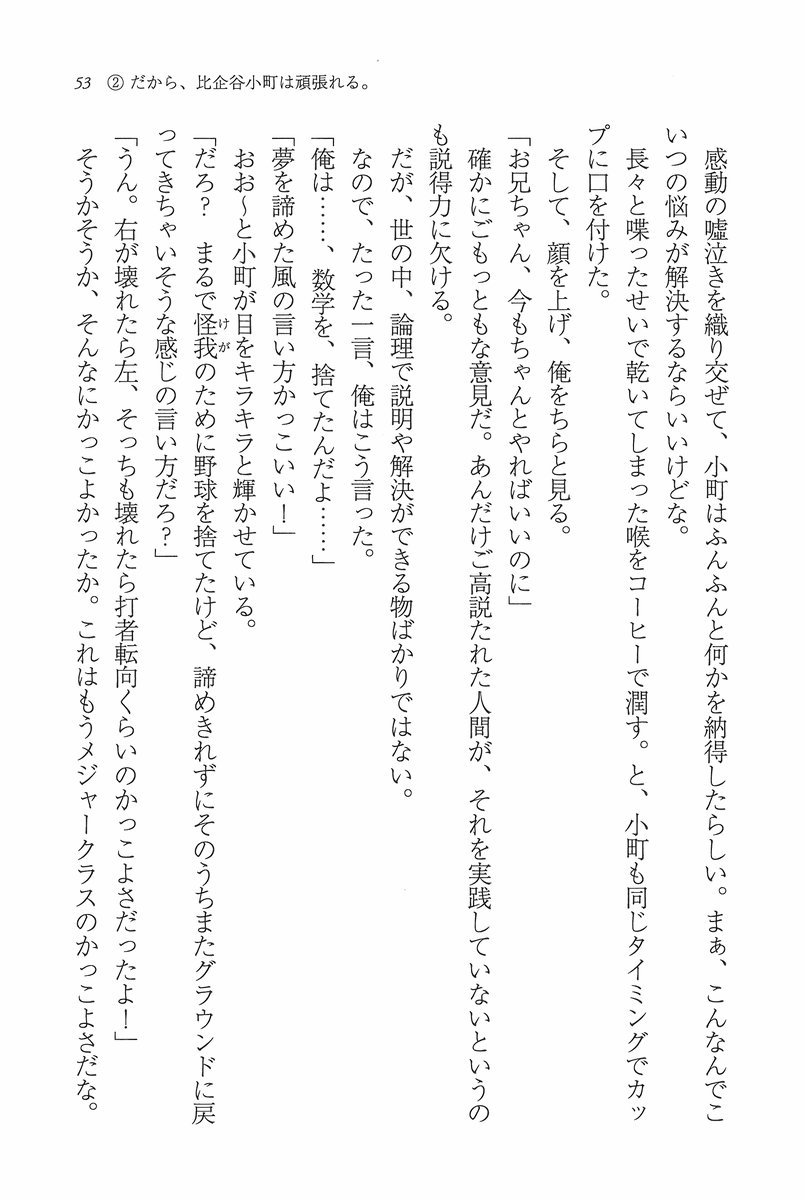 53 ② だから、比企谷小町は頑張れる。
感動の嘘泣きを織り交ぜて、小町はふんふんと何かを納得したらしい。まぁ、こんなんでこ
いつの悩みが解決するならいいけどな。
長々と喋ったせいで乾いてしまった喉をコーヒーで潤す。と、小町も同じタイミングでカッ
プに口を付けた。
そして、顔を上げ、俺をちらと見る。
「お兄ちゃん、今もちゃんとやればいいのに」
確かにごもっともな意見だ。あんだけご高説たれた人間が、それを実践していないというの
も説得力に欠ける。
だが、世の中、論理で説明や解決ができる物ばかりではない。
なので、たった一言、俺はこう言った。
「俺は……、数学を、捨てたんだよ……」
「夢を諦めた風の言い方かっこいい！」
おお～と小町が目をキラキラと輝かせている。
「だろ？　まるで怪我のために野球を捨てたけど、諦めきれずにそのうちまたグラウンドに戻
けが
ってきちゃいそうな感じの言い方だろ？」
「うん。右が壊れたら左、そっちも壊れたら打者転向くらいのかっこよさだったよ！」
そうかそうか、そんなにかっこよかったか。これはもうメジャークラスのかっこよさだな。